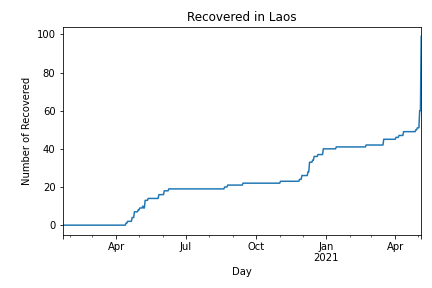 Recovered in Laos
Number of Recovered
100
80
60
40
20
0
Apr
Jul
Oct
Jan
2021
Apr
Day